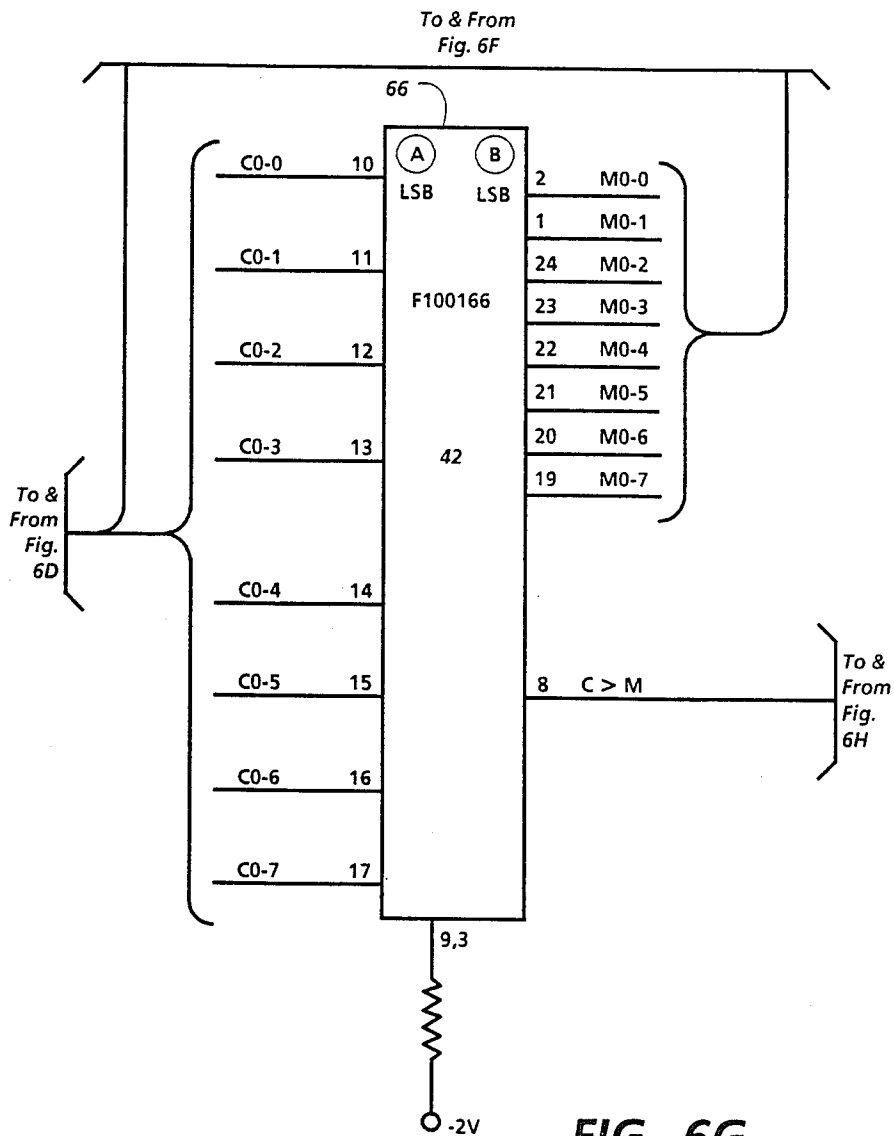 To & From
Fig. 6F
66
A
B
LSB
LSB
F100166
42
C0-0 10
C0-1 11
C0-2 12
C0-3 13
C0-4 14
C0-5 15
C0-6 16
C0-7 17
2 M0-0
1 M0-1
24 M0-2
23 M0-3
22 M0-4
21 M0-5
20 M0-6
19 M0-7
8 C > M
To &
From
Fig.
6D
To &
From
Fig.
6H
9,3
-2V
FIG. 6G